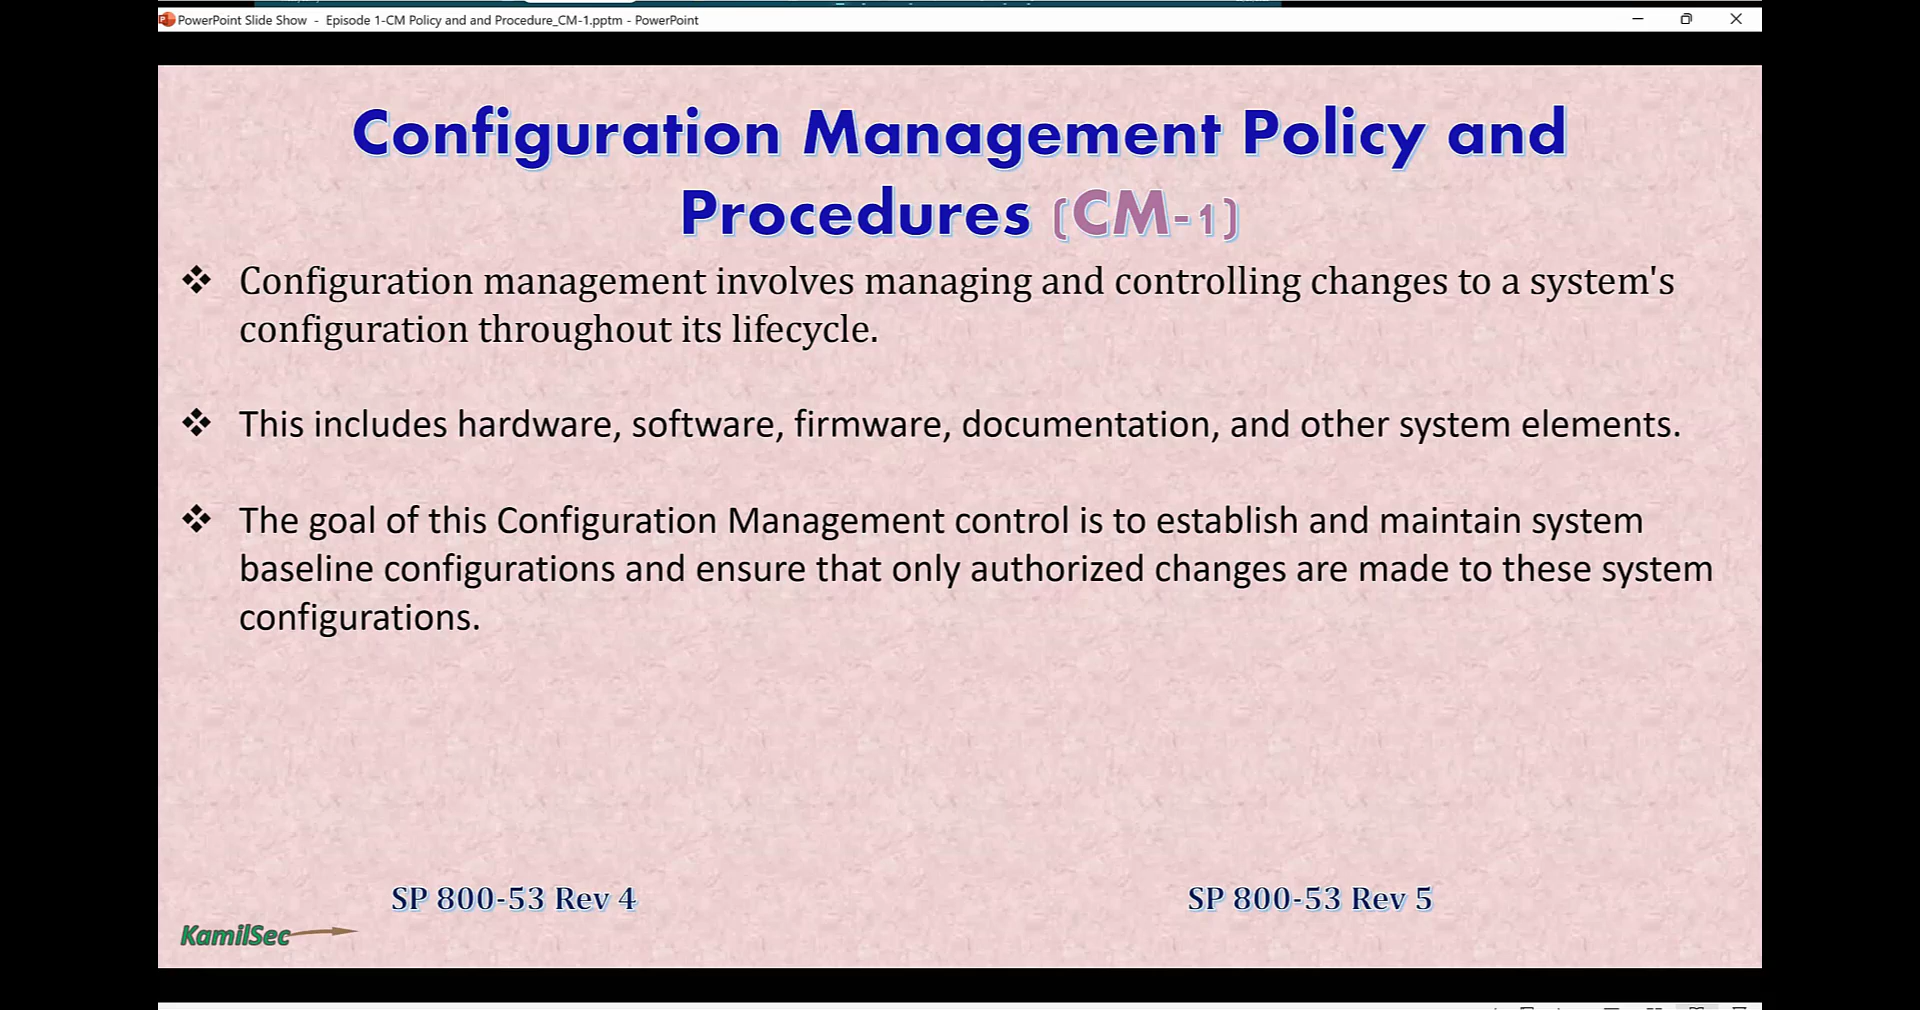 PowerPoint Slide Show - Episode 1-CM Policy and and Procedure_CM-1.pptm - PowerPoint
Configuration Management Policy and
Procedures (CM-1)
❖ Configuration management involves managing and controlling changes to a system's
configuration throughout its lifecycle.
❖ This includes hardware, software, firmware, documentation, and other system elements.
❖ The goal of this Configuration Management control is to establish and maintain system
baseline configurations and ensure that only authorized changes are made to these system
configurations.
SP 800-53 Rev 4
SP 800-53 Rev 5
KamilSec